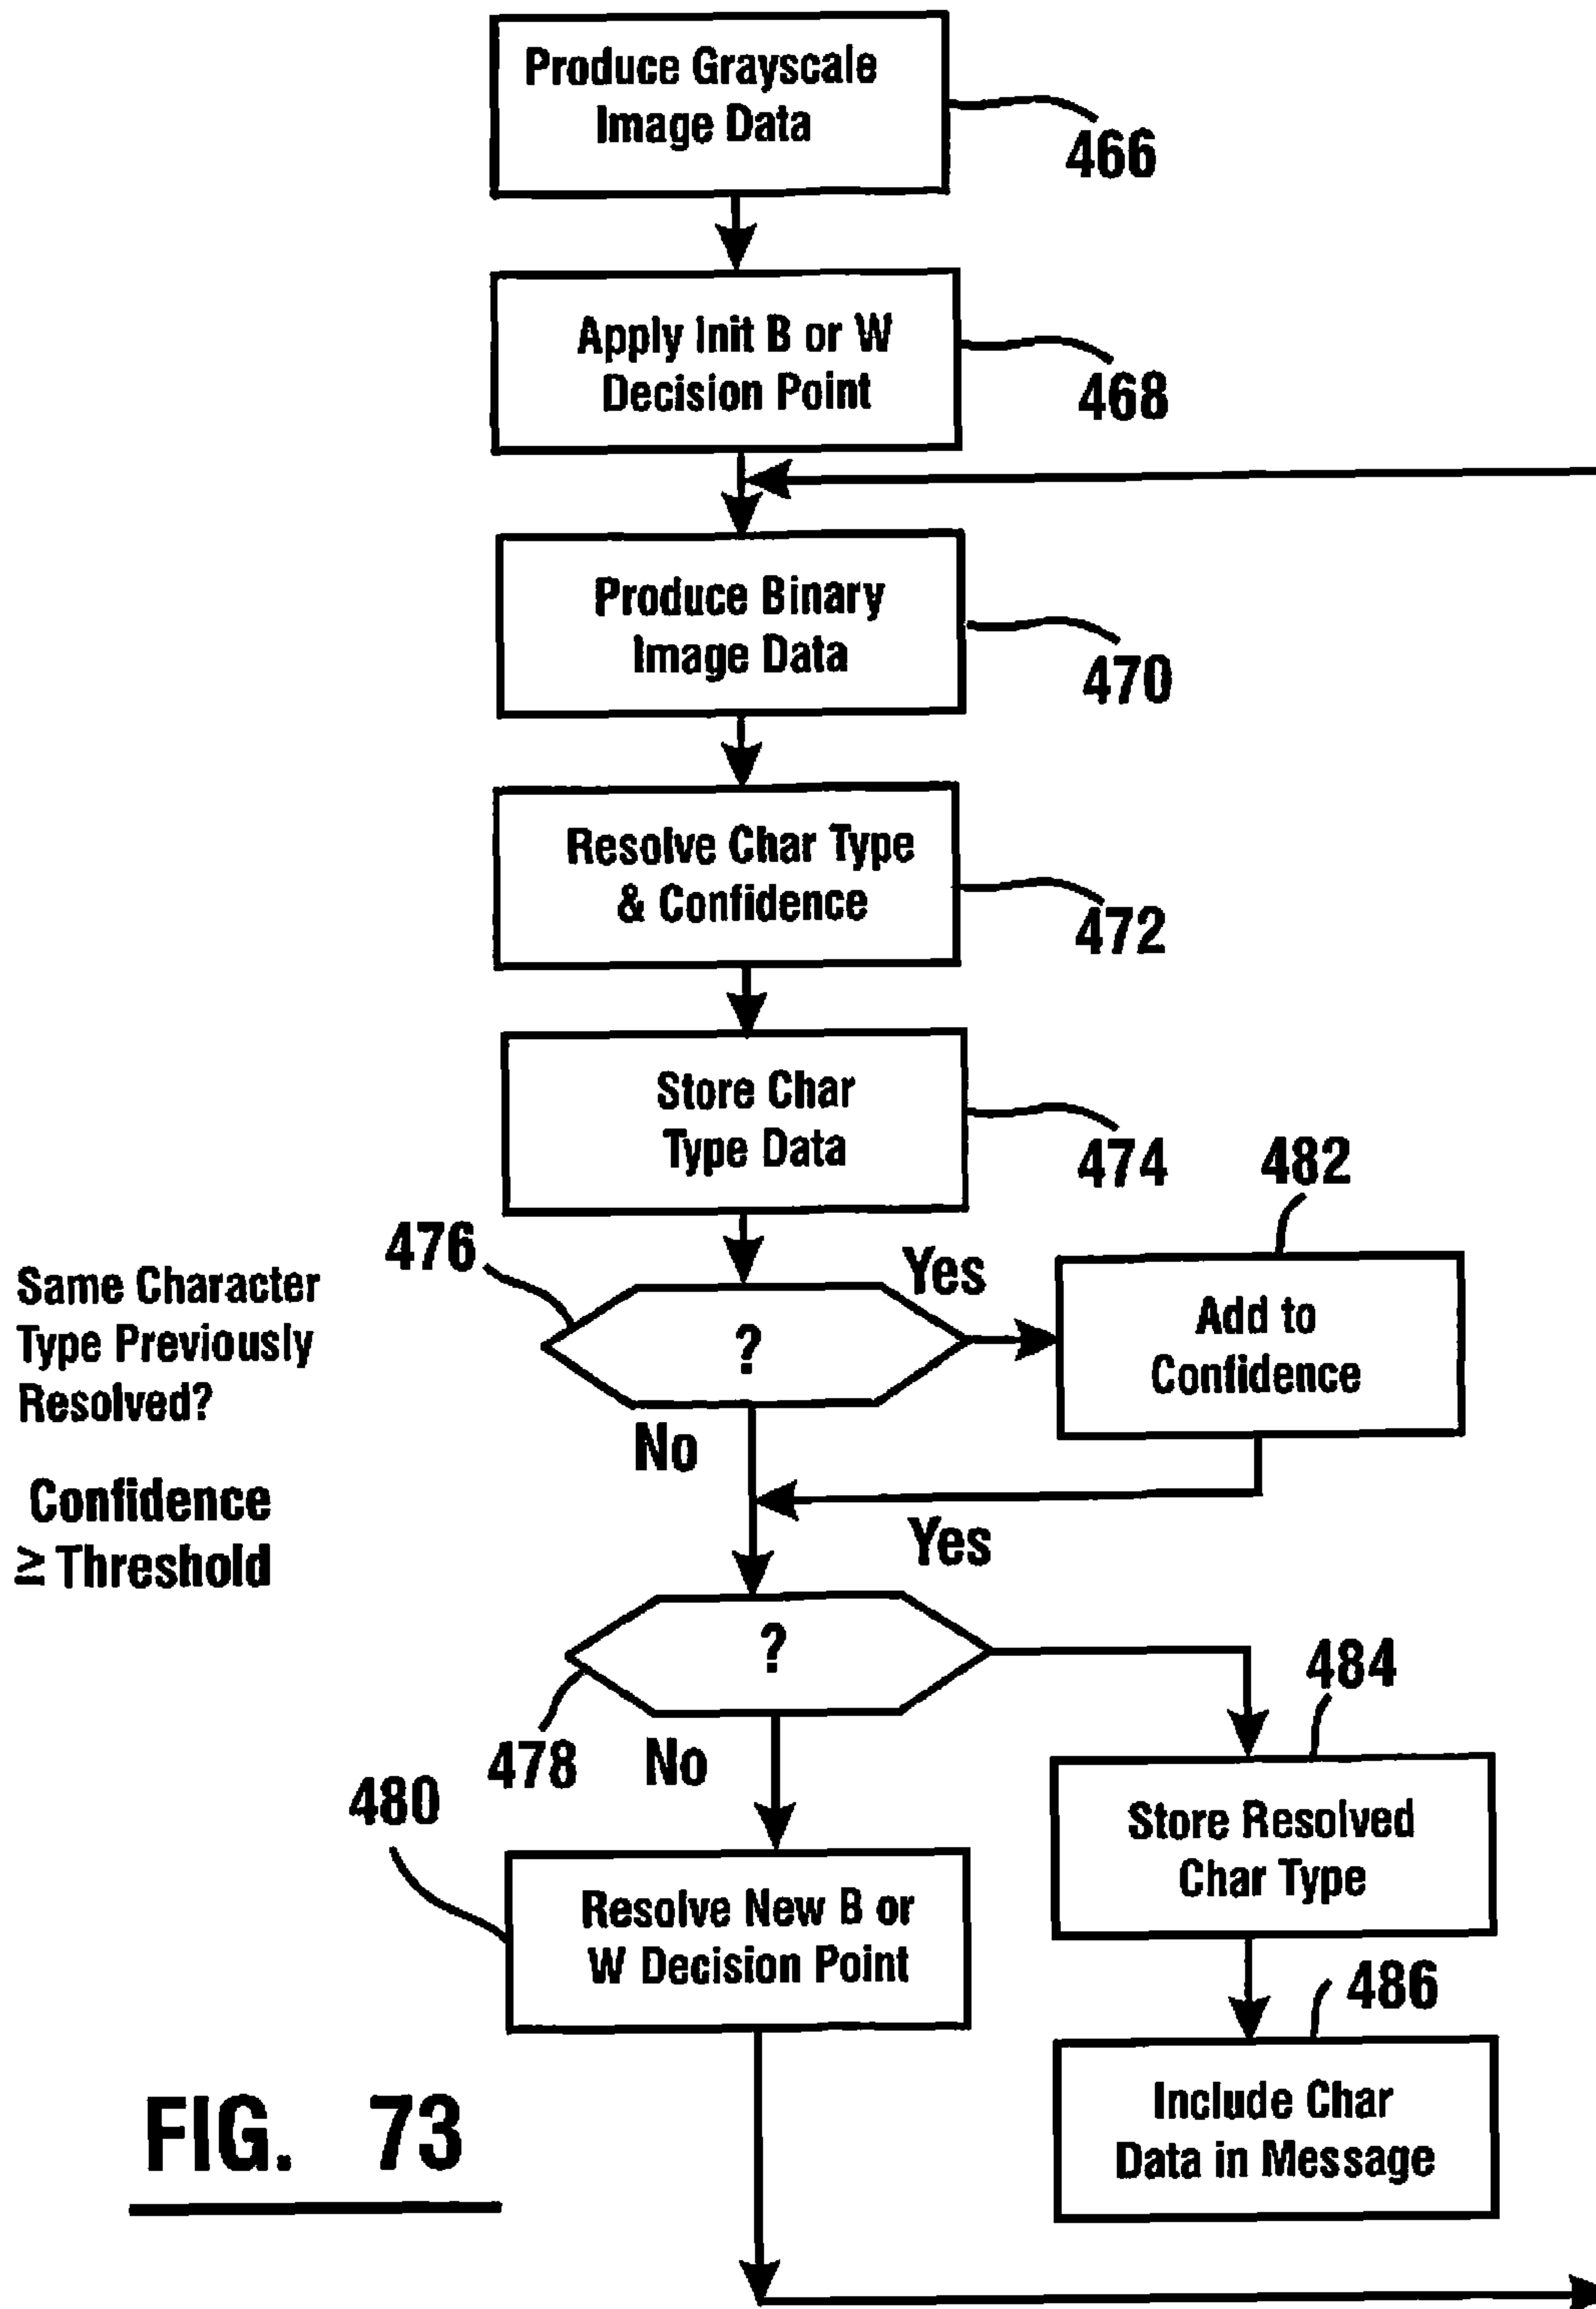 Produce Grayscale
Image Data
466
Apply Init B or W
Decision Point
468
Produce Binary
Image Data
470
Resolve Char Type
& Confidence
472
Store Char
Type Data
474
482
476
Yes
Same Character
Type Previously
Resolved?
?
Add to
Confidence
No
Confidence
≥ Threshold
Yes
?
478
No
484
480
Store Resolved
Char Type
Resolve New B or
W Decision Point
486
Include Char
Data in Message
FIG. 73